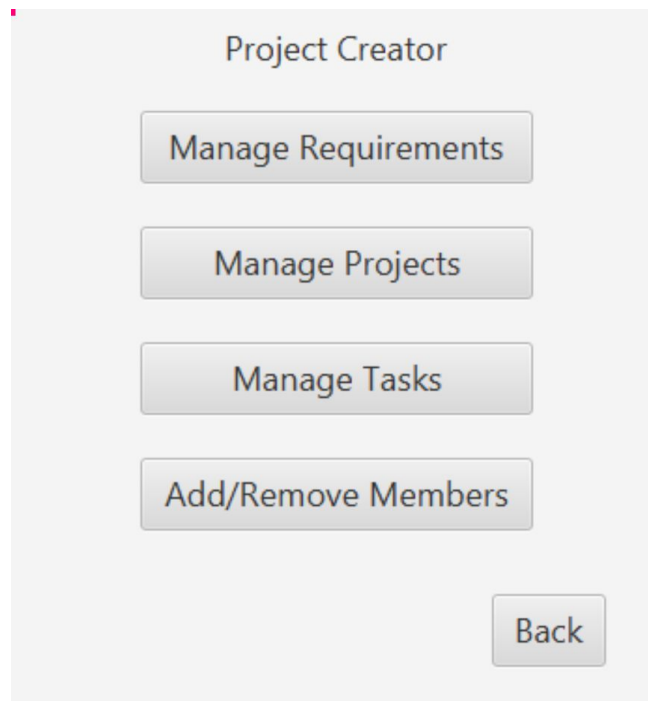 Project Creator
Manage Requirements
Manage Projects
Manage Tasks
Add/Remove Members
Back